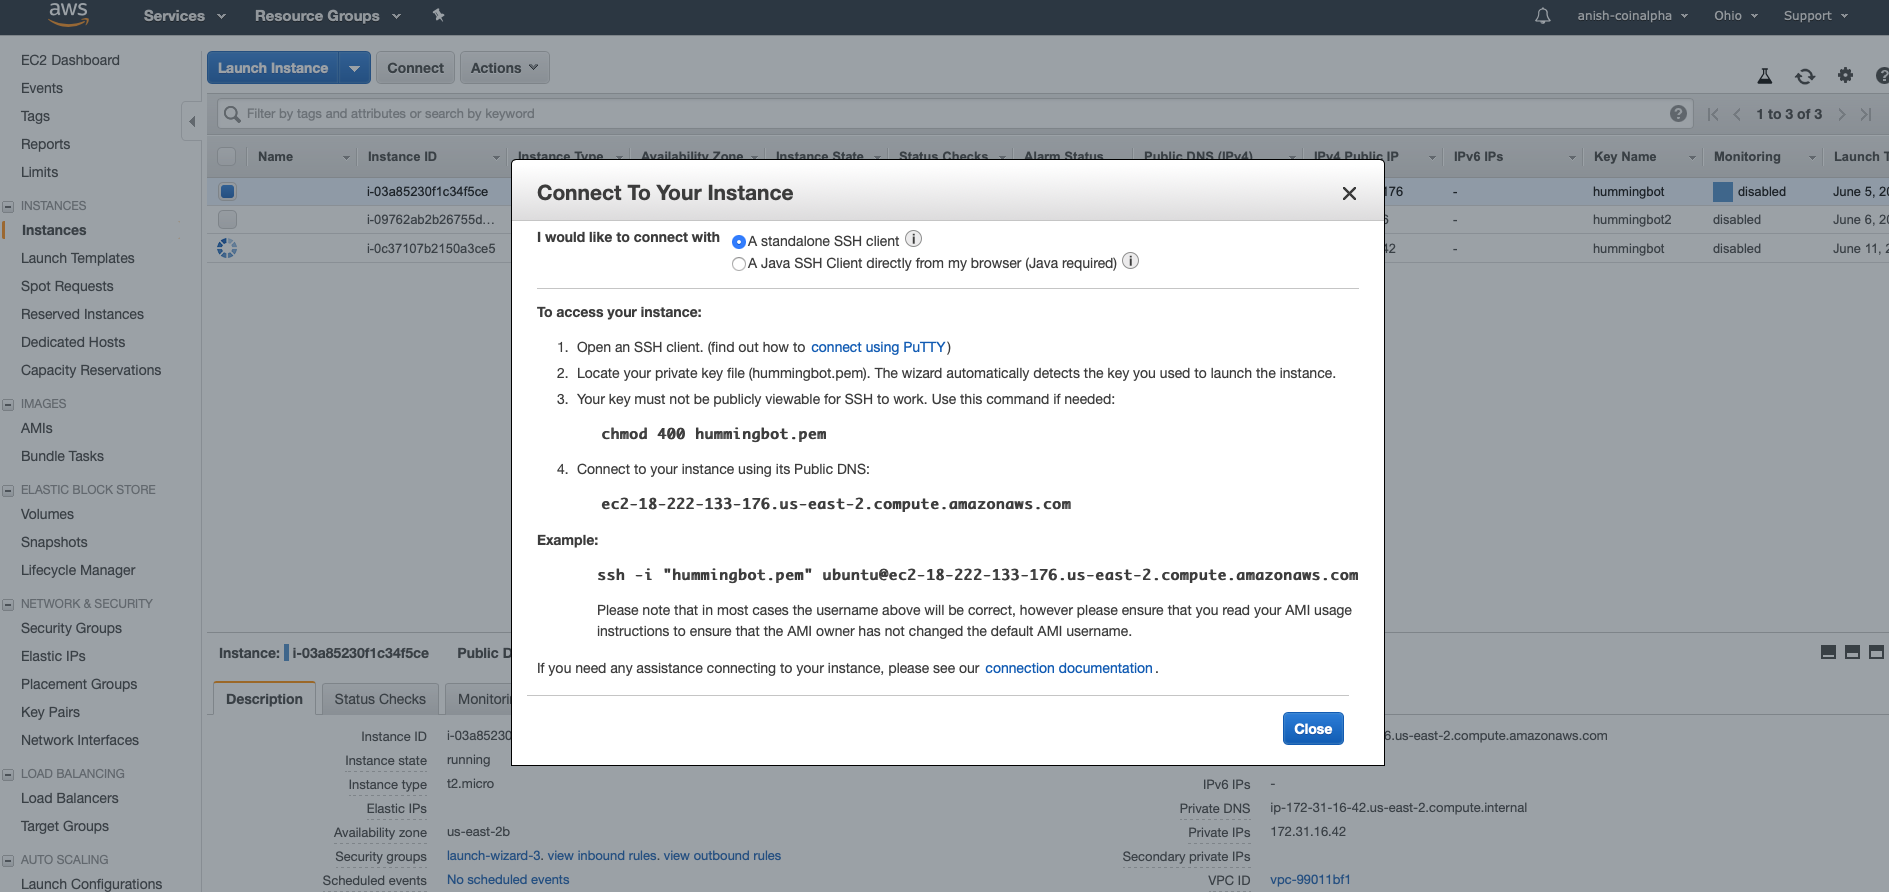 aws
Services
Resource Groups
anish-coinalpha
Ohio
Support
EC2 Dashboard
Events
Tags
Reports
Limits
INSTANCES
Instances
Launch Templates
Spot Requests
Reserved Instances
Dedicated Hosts
Capacity Reservations
IMAGES
AMIs
Bundle Tasks
ELASTIC BLOCK STORE
Volumes
Snapshots
Lifecycle Manager
NETWORK & SECURITY
Security Groups
Elastic IPs
Placement Groups
Key Pairs
Network Interfaces
LOAD BALANCING
Load Balancers
Target Groups
AUTO SCALING
Launch Configurations
Launch Instance
Connect
Actions
Filter by tags and attributes or search by keyword
1 to 3 of 3
Name Instance ID Instance Type Availability Zone Instance State Status Checks Alarm Status Public DNS (IPv4) IPv4 Public IP IPv6 IPs Key Name Monitoring Launch T
i-03a85230f1c34f5ce 176 - hummingbot disabled June 5, 20
i-09762ab2b26755d... 6 - hummingbot2 disabled June 6, 20
i-0c37107b2150a3ce5 42 - hummingbot disabled June 11, 2
Connect To Your Instance
I would like to connect with
A standalone SSH client
A Java SSH Client directly from my browser (Java required)
To access your instance:
1. Open an SSH client. (find out how to connect using PuTTY)
2. Locate your private key file (hummingbot.pem). The wizard automatically detects the key you used to launch the instance.
3. Your key must not be publicly viewable for SSH to work. Use this command if needed:
chmod 400 hummingbot.pem
4. Connect to your instance using its Public DNS:
ec2-18-222-133-176.us-east-2.compute.amazonaws.com
Example:
ssh -i "hummingbot.pem" ubuntu@ec2-18-222-133-176.us-east-2.compute.amazonaws.com
Please note that in most cases the username above will be correct, however please ensure that you read your AMI usage
instructions to ensure that the AMI owner has not changed the default AMI username.
If you need any assistance connecting to your instance, please see our connection documentation.
Close
Instance: i-03a85230f1c34f5ce Public D
Description
Status Checks
Monitori
Instance ID i-03a85230
Instance state running
Instance type t2.micro
Elastic IPs
Availability zone us-east-2b
Security groups launch-wizard-3. view inbound rules. view outbound rules
Scheduled events No scheduled events
6.us-east-2.compute.amazonaws.com
IPv6 IPs -
Private DNS ip-172-31-16-42.us-east-2.compute.internal
Private IPs 172.31.16.42
Secondary private IPs
VPC ID vpc-99011bf1